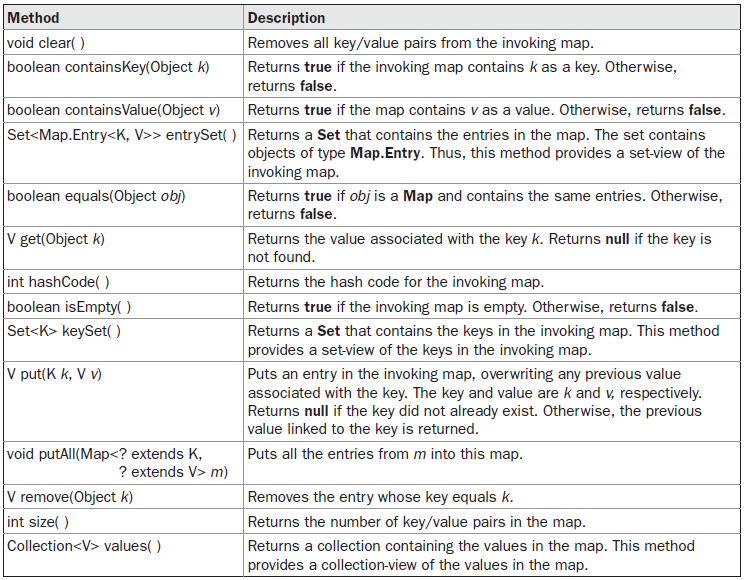 Method Description
void clear( ) Removes all key/value pairs from the invoking map.
boolean containsKey(Object k) Returns true if the invoking map contains k as a key. Otherwise,
returns false.
boolean containsValue(Object v) Returns true if the map contains v as a value. Otherwise, returns false.
Set<Map.Entry<K, V>> entrySet( ) Returns a Set that contains the entries in the map. The set contains
objects of type Map.Entry. Thus, this method provides a set-view of the
invoking map.
boolean equals(Object obj) Returns true if obj is a Map and contains the same entries. Otherwise,
returns false.
V get(Object k) Returns the value associated with the key k. Returns null if the key is
not found.
int hashCode( ) Returns the hash code for the invoking map.
boolean isEmpty( ) Returns true if the invoking map is empty. Otherwise, returns false.
Set<K> keySet( ) Returns a Set that contains the keys in the invoking map. This method
provides a set-view of the keys in the invoking map.
V put(K k, V v) Puts an entry in the invoking map, overwriting any previous value
associated with the key. The key and value are k and v, respectively.
Returns null if the key did not already exist. Otherwise, the previous
value linked to the key is returned.
void putAll(Map<? extends K, Puts all the entries from m into this map.
? extends V> m)
V remove(Object k) Removes the entry whose key equals k.
int size( ) Returns the number of key/value pairs in the map.
Collection<V> values( ) Returns a collection containing the values in the map. This method
provides a collection-view of the values in the map.